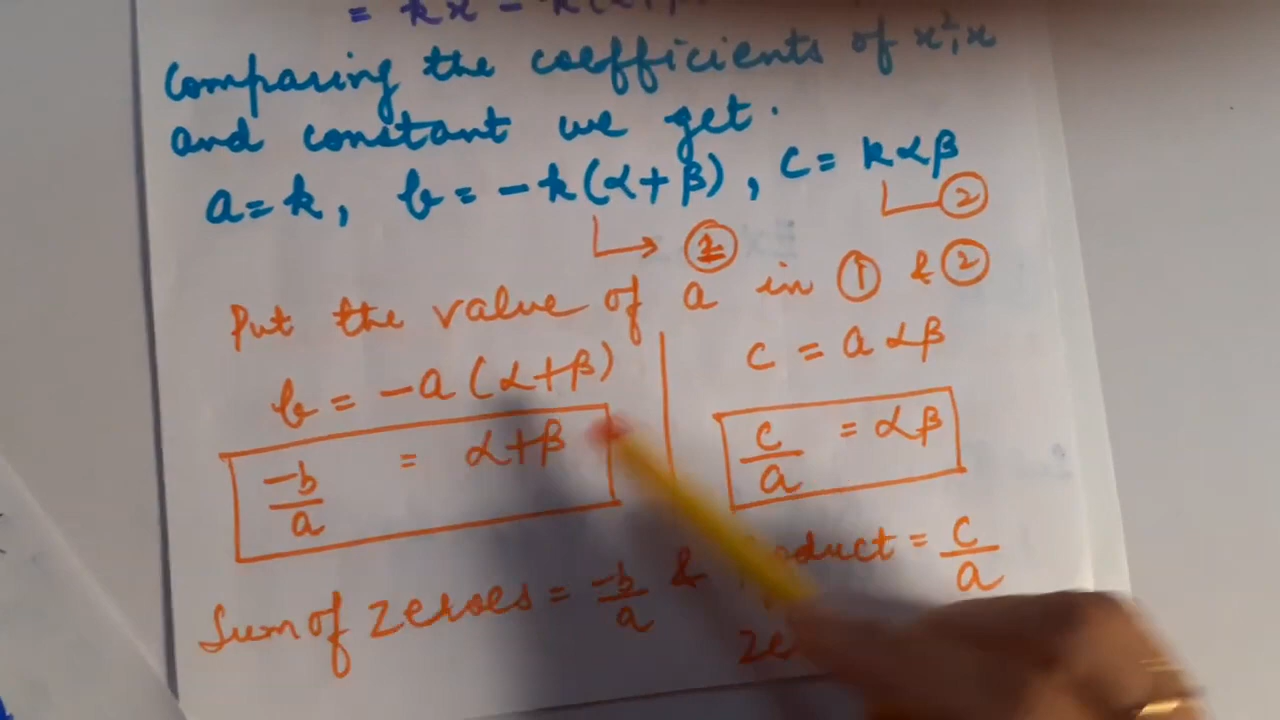 = kx² - k(α+β
Comparing the coefficients of x², x
and constant we get.
a = k, b = -k(α+β), c = kαβ
②
①
Put the value of a in ① & ②
b = -a(α+β)
c = aαβ
-b/a = α+β
c/a = αβ
Sum of zeroes = -b/a & product = c/a